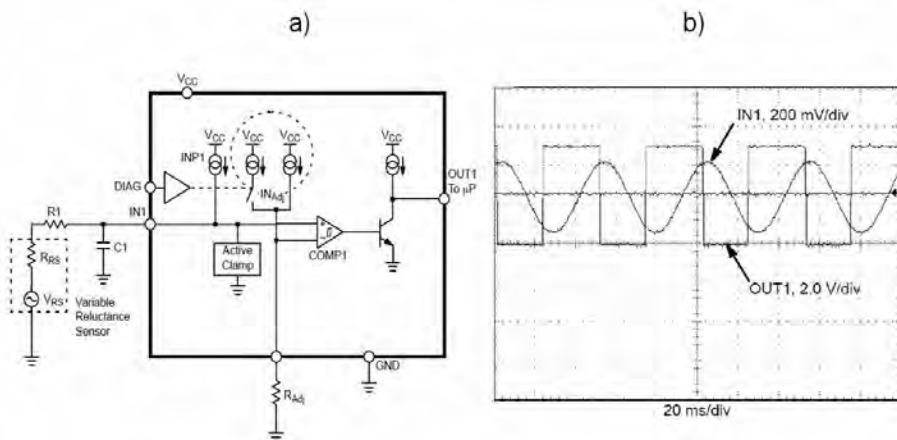 a)
b)
VCC
VCC
VCC
VCC
VCC
INP1
INAdj
DIAG
IN1
R1
C1
RRS
VRS
Variable
Reluctance
Sensor
Active
Clamp
COMP1
OUT1
To µP
GND
RAdj
IN1, 200 mV/div
OUT1, 2.0 V/div
20 ms/div